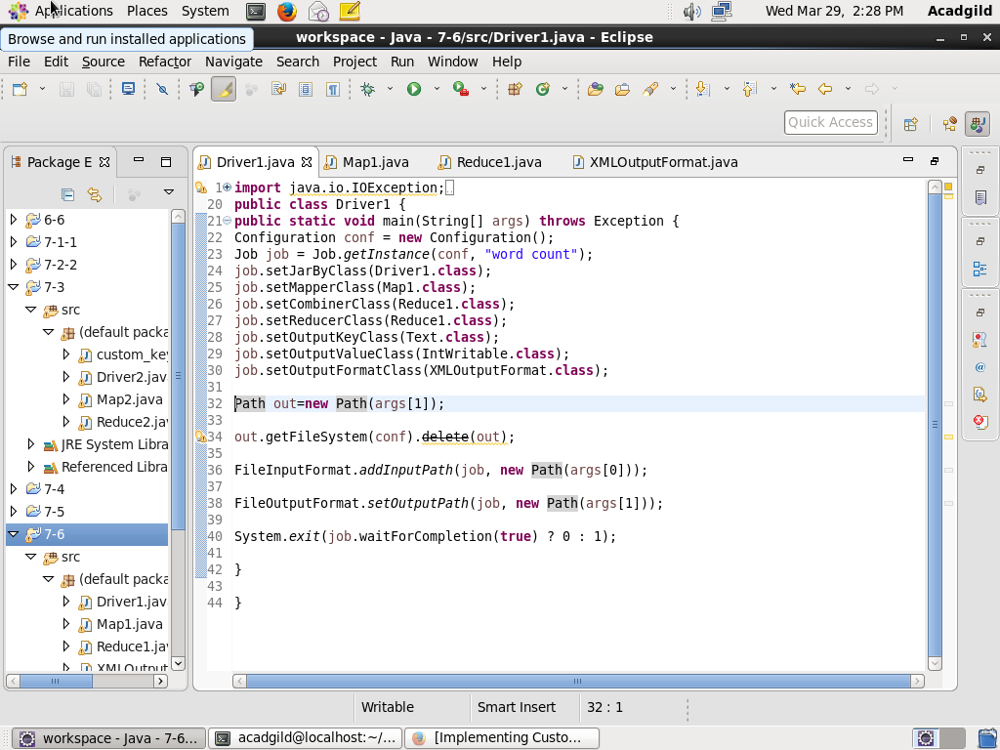 Applications Places System Wed Mar 29, 2:28 PM Acadgild
Browse and run installed applications
workspace - Java - 7-6/src/Driver1.java - Eclipse
File Edit Source Refactor Navigate Search Project Run Window Help
Quick Access
Package E
Driver1.java Map1.java Reduce1.java XMLOutputFormat.java
6-6
7-1-1
7-2-2
7-3
src
(default packa
custom_key
Driver2.jav
Map2.java
Reduce2.jav
JRE System Libra
Referenced Libra
7-4
7-5
7-6
src
(default packa
Driver1.jav
Map1.java
Reduce1.jav
XMLOutput
1 import java.io.IOException;
20 public class Driver1 {
21 public static void main(String[] args) throws Exception {
22 Configuration conf = new Configuration();
23 Job job = Job.getInstance(conf, "word count");
24 job.setJarByClass(Driver1.class);
25 job.setMapperClass(Map1.class);
26 job.setCombinerClass(Reduce1.class);
27 job.setReducerClass(Reduce1.class);
28 job.setOutputKeyClass(Text.class);
29 job.setOutputValueClass(IntWritable.class);
30 job.setOutputFormatClass(XMLOutputFormat.class);
31
32 Path out=new Path(args[1]);
33
34 out.getFileSystem(conf).delete(out);
35
36 FileInputFormat.addInputPath(job, new Path(args[0]));
37
38 FileOutputFormat.setOutputPath(job, new Path(args[1]));
39
40 System.exit(job.waitForCompletion(true) ? 0 : 1);
41
42 }
43
44 }
Writable Smart Insert 32 : 1
workspace - Java - 7-6... acadgild@localhost:~/... [Implementing Custo...